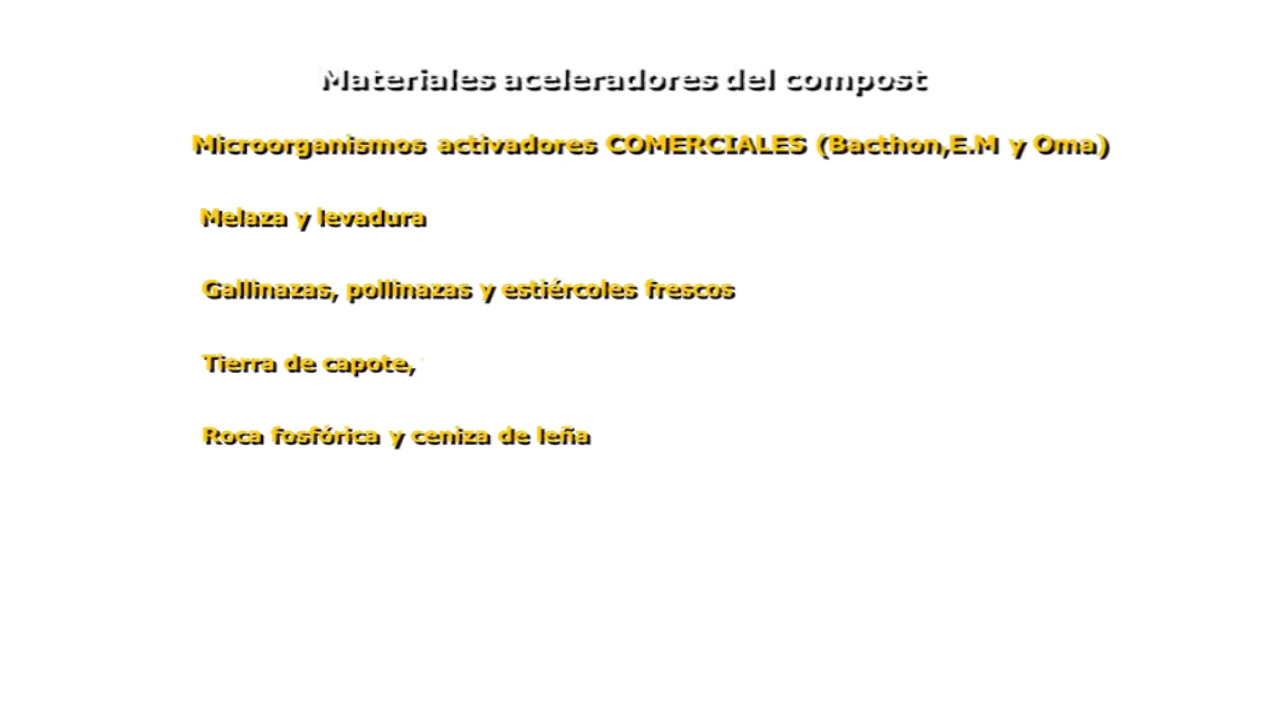 Materiales aceleradores del compost
Microorganismos activadores COMERCIALES (Bacthon,E.M y Oma)
Melaza y levadura
Gallinazas, pollinazas y estiércoles frescos
Tierra de capote,
Roca fosfórica y ceniza de leña